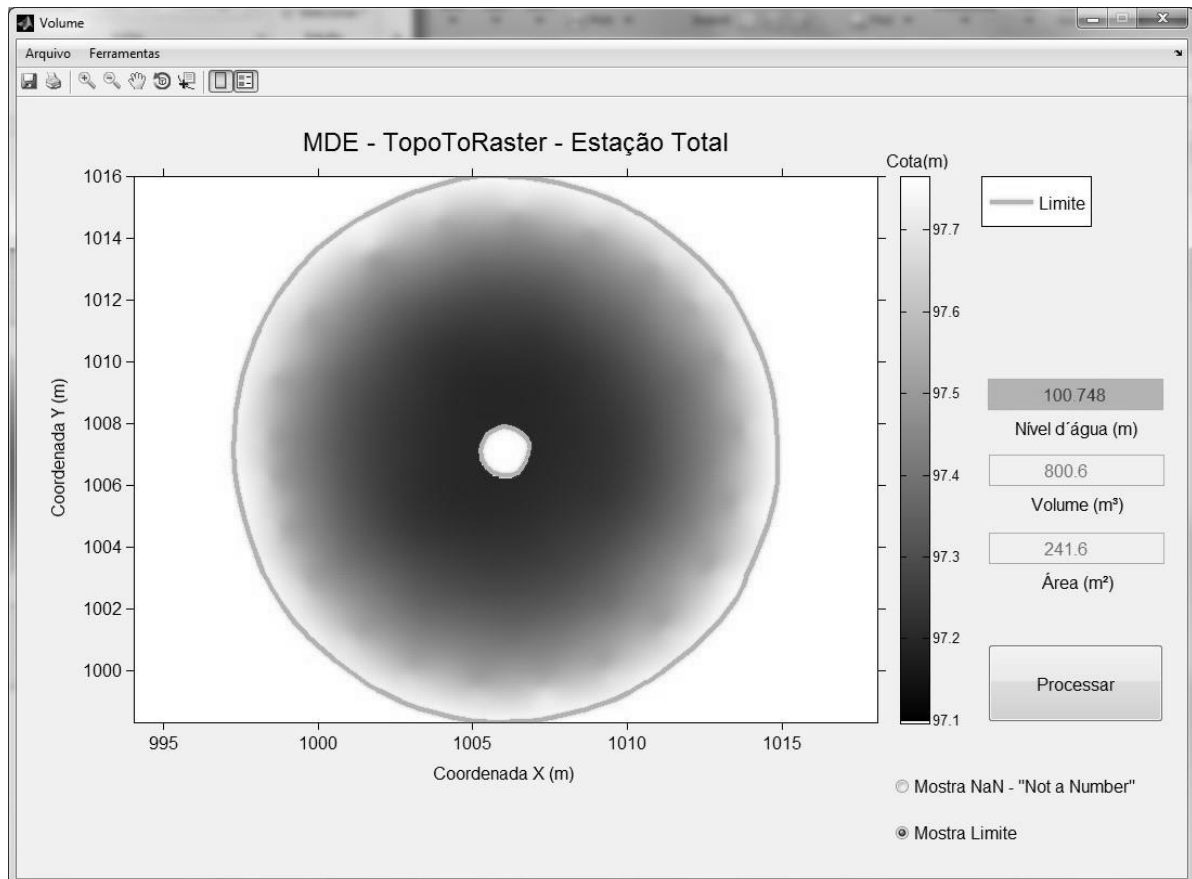 Volume
Arquivo Ferramentas
MDE - TopoToRaster - Estação Total
Cota(m)
1016
1014
1012
1010
1008
1006
1004
1002
1000
Coordenada Y (m)
995 1000 1005 1010 1015
Coordenada X (m)
97.7
97.6
97.5
97.4
97.3
97.2
97.1
Limite
100.748
Nível d´água (m)
800.6
Volume (m³)
241.6
Área (m²)
Processar
Mostra NaN - "Not a Number"
Mostra Limite